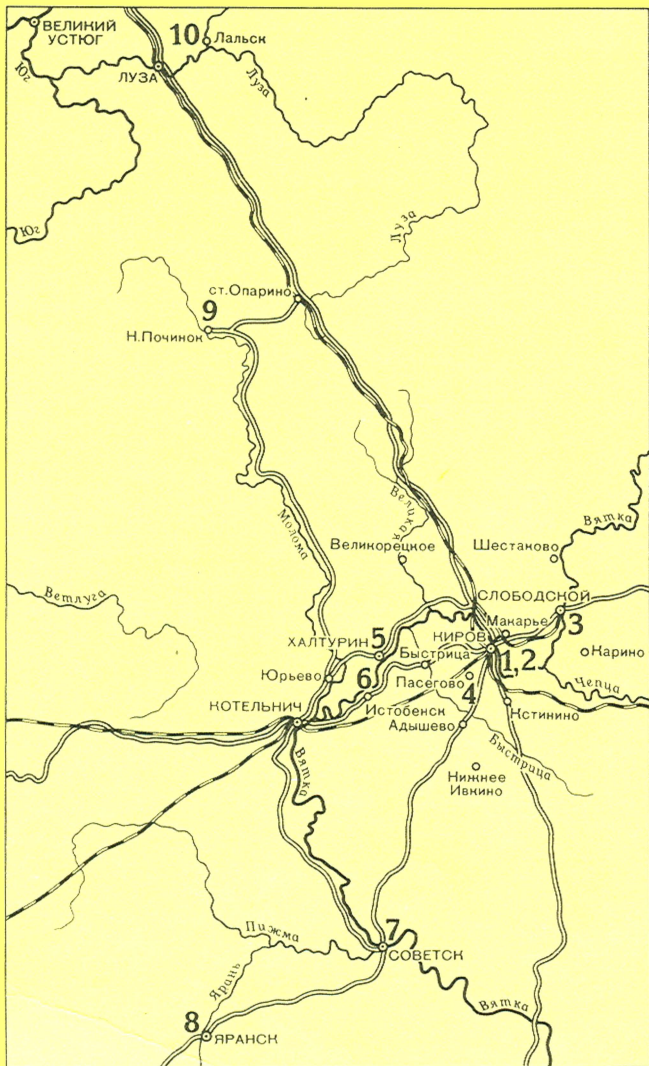 ВЕЛИКИЙ
УСТЮГ
10
Лальск
Юг
ЛУЗА
Луза
Юг
Луза
ст.Опарино
9
Н.Починок
Молома
Великая
Вятка
Великорецкое
Шестаково
Ветлуга
СЛОБОДСКОЙ
Макарье
3
ХАЛТУРИН
5
КИРОВ
Быстрица
1,2
Карино
Юрьево
6
Пасегово
4
Чепца
КОТЕЛЬНИЧ
Истобенск
Кстинино
Адышево
Быстрица
Вятка
Нижнее
Ивкино
Пижма
7
СОВЕТСК
Ярань
Вятка
8
ЯРАНСК